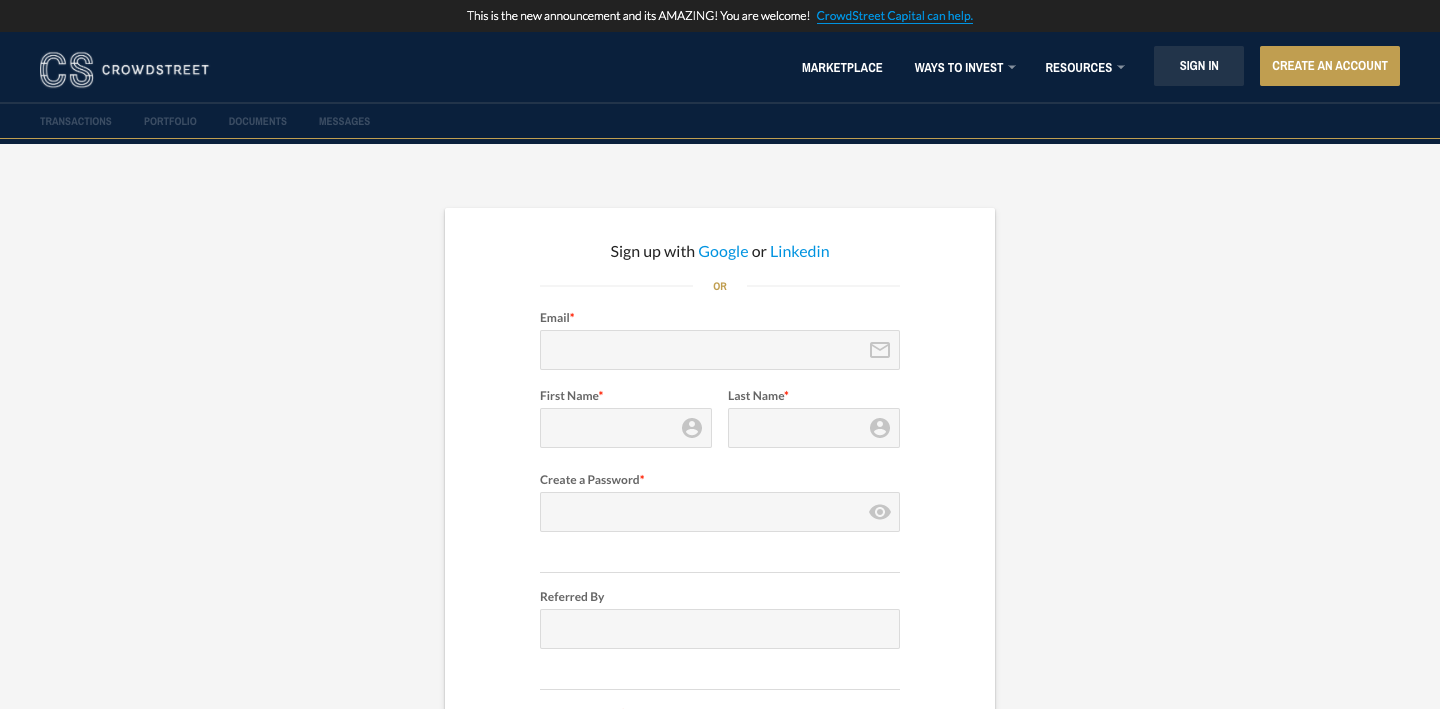 This is the new announcement and its AMAZING! You are welcome! CrowdStreet Capital can help.
CS CROWDSTREET
MARKETPLACE WAYS TO INVEST RESOURCES SIGN IN CREATE AN ACCOUNT
TRANSACTIONS PORTFOLIO DOCUMENTS MESSAGES
Sign up with Google or Linkedin
OR
Email*
First Name* Last Name*
Create a Password*
Referred By